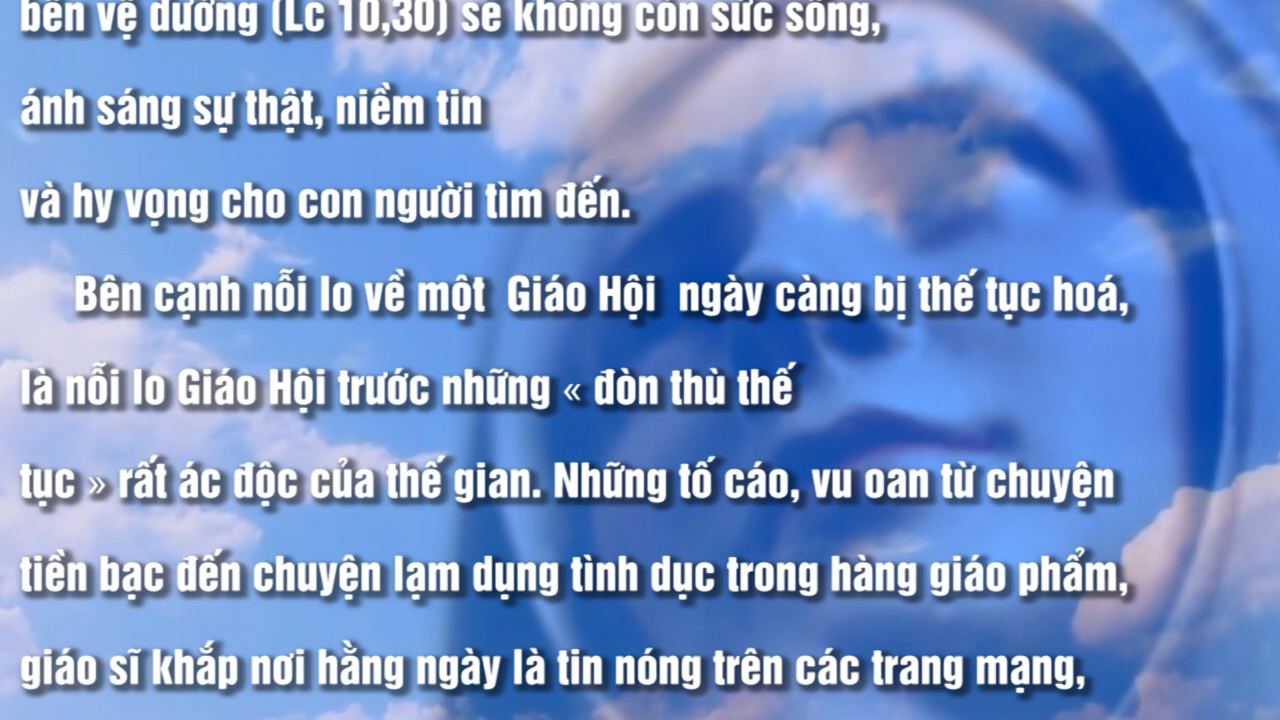 bên vệ đường (Lc 10,30) sẽ không còn sức sống,
ánh sáng sự thật, niềm tin
và hy vọng cho con người tìm đến.
Bên cạnh nỗi lo về một Giáo Hội ngày càng bị thế tục hoá,
là nỗi lo Giáo Hội trước những « đòn thù thế
tục » rất ác độc của thế gian. Những tố cáo, vu oan từ chuyện
tiền bạc đến chuyện lạm dụng tình dục trong hàng giáo phẩm,
giáo sĩ khắp nơi hằng ngày là tin nóng trên các trang mạng,